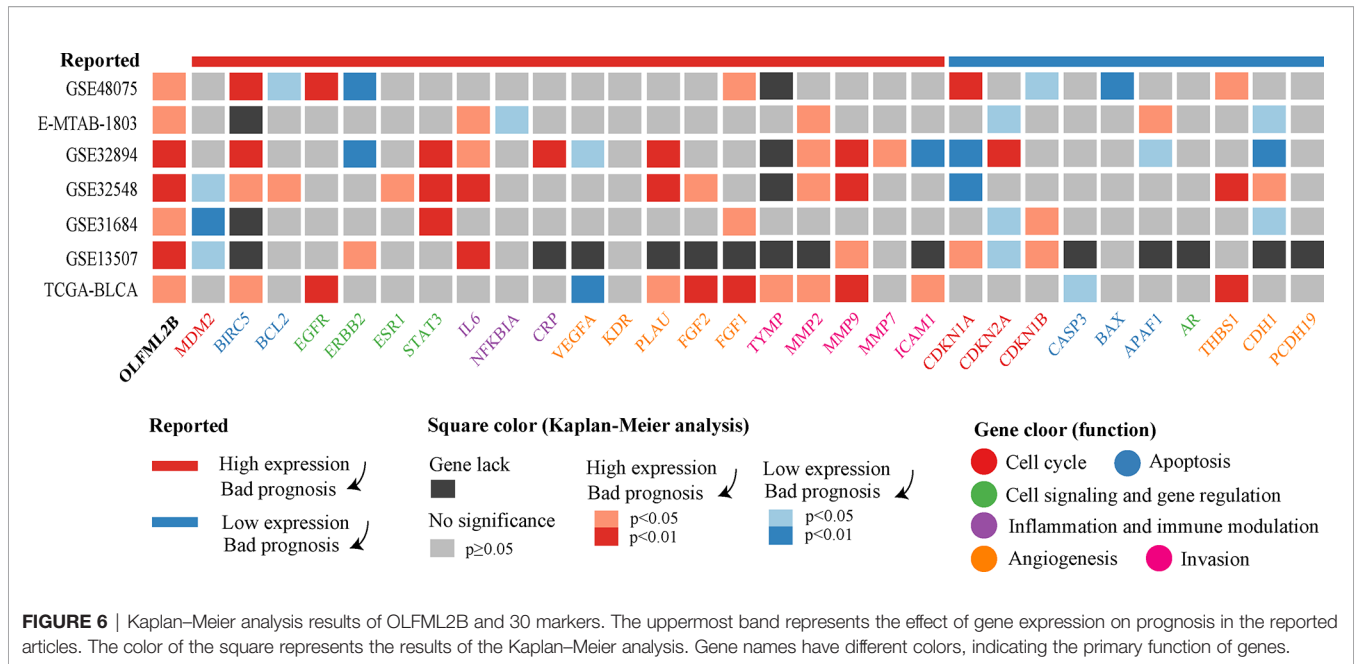 Reported
GSE48075
E-MTAB-1803
GSE32894
GSE32548
GSE31684
GSE13507
TCGA-BLCA
OLFML2B MDM2 BIRC5 BCL2 EGFR ERBB2 ESR1 STAT3 IL6 NFKBIA CRP VEGFA KDR PLAU FGF2 FGF1 TYMP MMP2 MMP9 MMP7 ICAM1 CDKN1A CDKN2A CDKN1B CASP3 BAX APAF1 AR THBS1 CDH1 PCDH19
Reported
High expression
Bad prognosis
Low expression
Bad prognosis
Square color (Kaplan-Meier analysis)
Gene lack
No significance
p≥0.05
High expression
Bad prognosis
p<0.05
p<0.01
Low expression
Bad prognosis
p<0.05
p<0.01
Gene cloor (function)
Cell cycle Apoptosis
Cell signaling and gene regulation
Inflammation and immune modulation
Angiogenesis Invasion
FIGURE 6 | Kaplan–Meier analysis results of OLFML2B and 30 markers. The uppermost band represents the effect of gene expression on prognosis in the reported
articles. The color of the square represents the results of the Kaplan–Meier analysis. Gene names have different colors, indicating the primary function of genes.